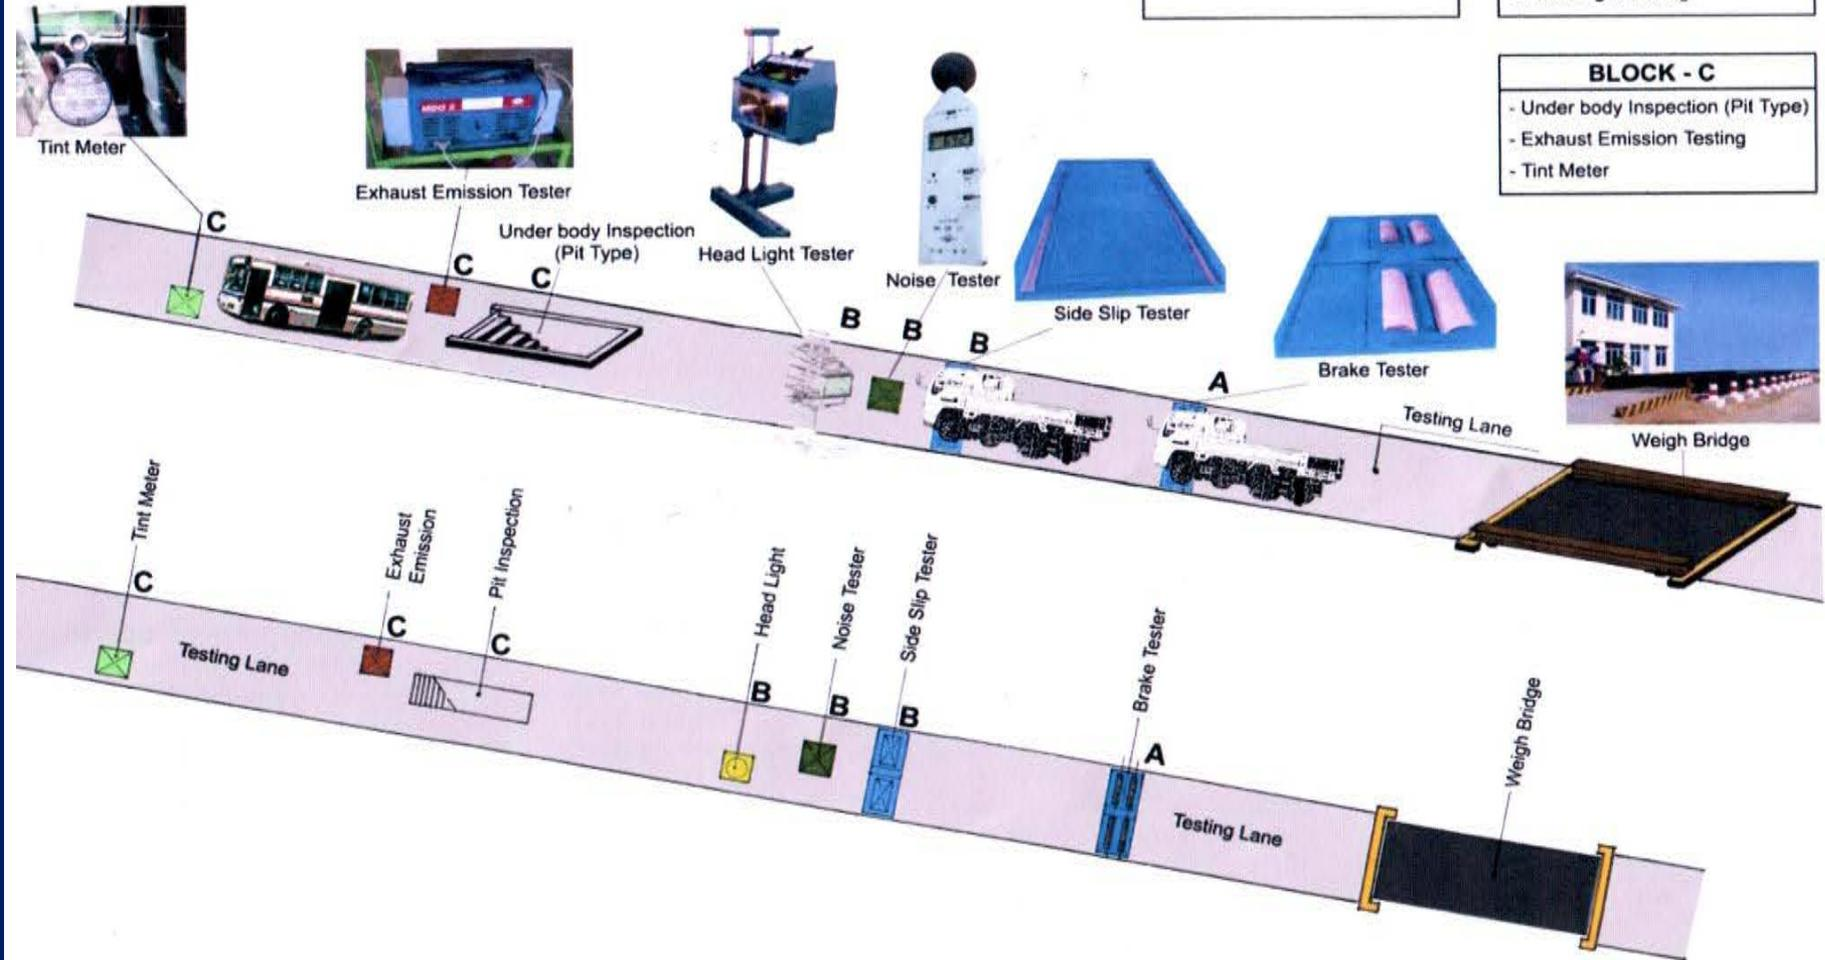 BLOCK - C
- Under body Inspection (Pit Type)
- Exhaust Emission Testing
- Tint Meter
Tint Meter
Exhaust Emission Tester
Under body Inspection
(Pit Type)
Head Light Tester
Noise Tester
Side Slip Tester
Brake Tester
Weigh Bridge
C
C
C
B
B
B
A
Testing Lane
Tint Meter
Exhaust
Emission
Pit Inspection
Head Light
Noise Tester
Side Slip Tester
Brake Tester
Weigh Bridge
C
C
C
B
B
B
A
Testing Lane
Testing Lane